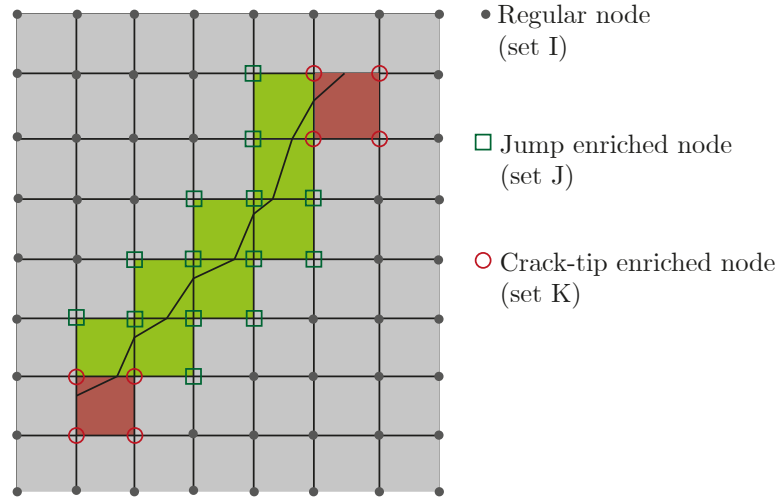 Regular node
(set I)
Jump enriched node
(set J)
Crack-tip enriched node
(set K)